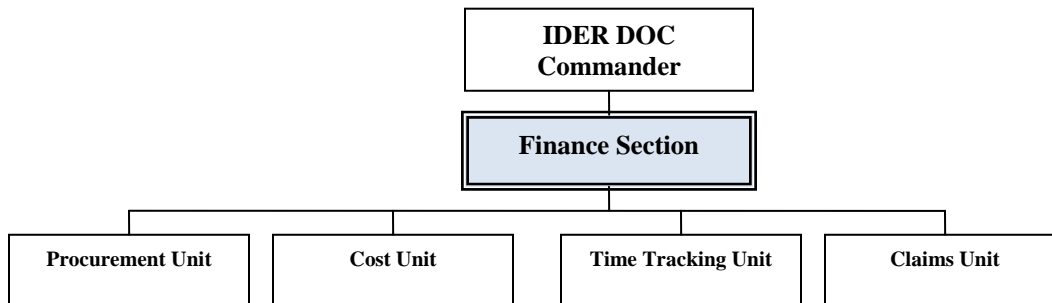 IDER DOC
Commander
Finance Section
Procurement Unit
Cost Unit
Time Tracking Unit
Claims Unit